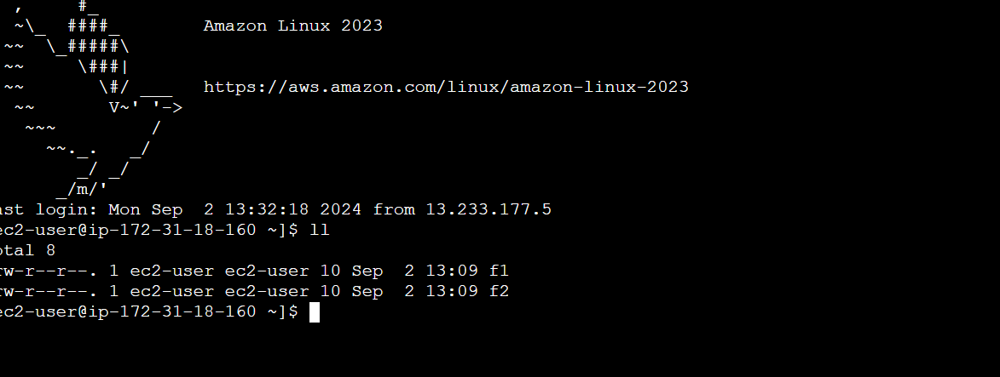 ,     #_
  ~\_  ####_        Amazon Linux 2023
 ~~  \_#####\
 ~~     \###|
 ~~       \#/ ___   https://aws.amazon.com/linux/amazon-linux-2023
  ~~       V~' '->
   ~~~         /
     ~~._.   _/
        _/ _/
      _/m/'
ast login: Mon Sep  2 13:32:18 2024 from 13.233.177.5
ec2-user@ip-172-31-18-160 ~]$ ll
otal 8
rw-r--r--. 1 ec2-user ec2-user 10 Sep  2 13:09 f1
rw-r--r--. 1 ec2-user ec2-user 10 Sep  2 13:09 f2
ec2-user@ip-172-31-18-160 ~]$